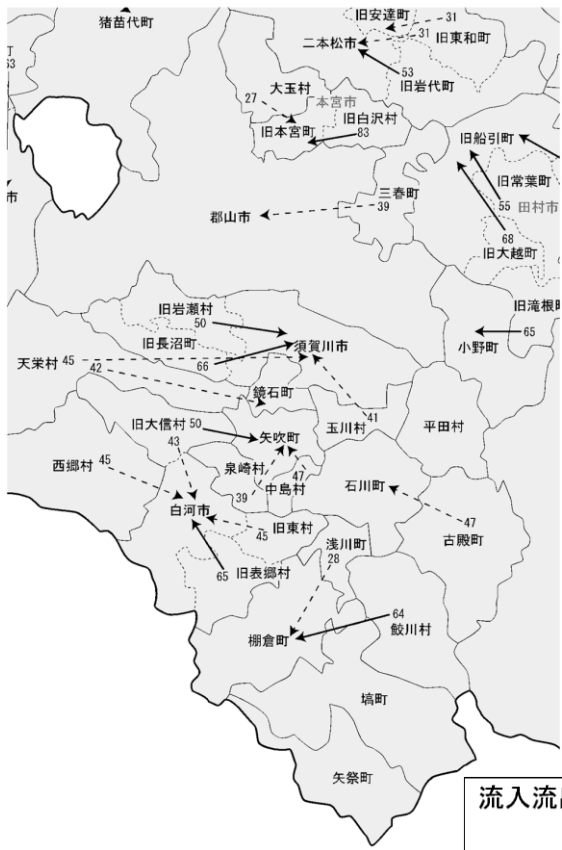 猪苗代町
旧安達町
31
二本松市
31
旧東和町
町
53
53
旧岩代町
大玉村
27
本宮市
旧白沢村
旧本宮町
83
旧船引町
旧常葉町
市
三春町
39
55
田村市
郡山市
68
旧大越町
旧岩瀬村
50
旧滝根町
旧長沼町
須賀川市
65
小野町
天栄村
45
66
42
鏡石町
旧大信村
50
矢吹町
玉川村
41
平田村
43
西郷村
45
泉崎村
47
石川町
39
中島村
白河市
47
45
旧東村
浅川町
28
古殿町
65
旧表郷村
64
棚倉町
鮫川村
塙町
矢祭町
流入流